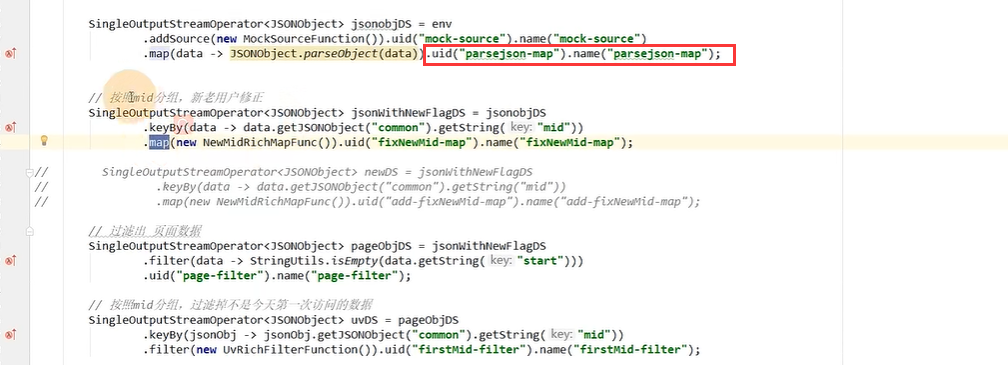 SingleOutputStreamOperator<JSONObject> jsonobjDS = env
.addSource(new MockSourceFunction()).uid("mock-source").name("mock-source")
.map(data -> JSONObject.parseObject(data)).uid("parsejson-map").name("parsejson-map");
// 按照mid分组，新老用户修正
SingleOutputStreamOperator<JSONObject> jsonWithNewFlagDS = jsonobjDS
.keyBy(data -> data.getJSONObject("common").getString( key: "mid"))
.map(new NewMidRichMapFunc()).uid("fixNewMid-map").name("fixNewMid-map");
// SingleOutputStreamOperator<JSONObject> newDS = jsonWithNewFlagDS
// .keyBy(data -> data.getJSONObject("common").getString("mid"))
// .map(new NewMidRichMapFunc()).uid("add-fixNewMid-map").name("add-fixNewMid-map");
// 过滤出 页面数据
SingleOutputStreamOperator<JSONObject> pageObjDS = jsonWithNewFlagDS
.filter(data -> StringUtils.isEmpty(data.getString( key: "start")))
.uid("page-filter").name("page-filter");
// 按照mid分组，过滤掉不是今天第一次访问的数据
SingleOutputStreamOperator<JSONObject> uvDS = pageObjDS
.keyBy(jsonObj -> jsonObj.getJSONObject("common").getString( key: "mid"))
.filter(new UvRichFilterFunction()).uid("firstMid-filter").name("firstMid-filter");